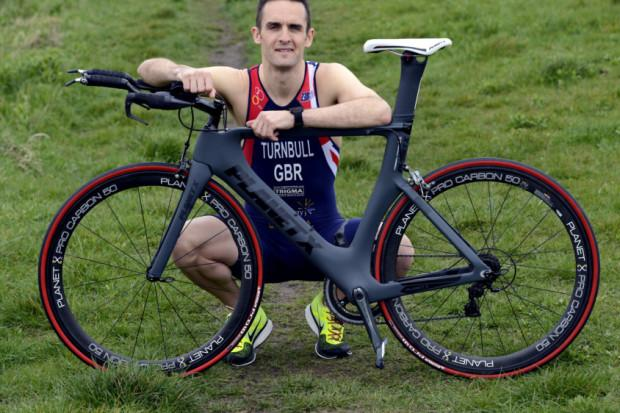 TURNBULL
GBR
TRIGMA
PLANET X
PLANET X PRO CARBON 50
PLANET X PRO CARBON 50
PLANET X PRO CARBON 50
PLANET X PRO CARBON 50